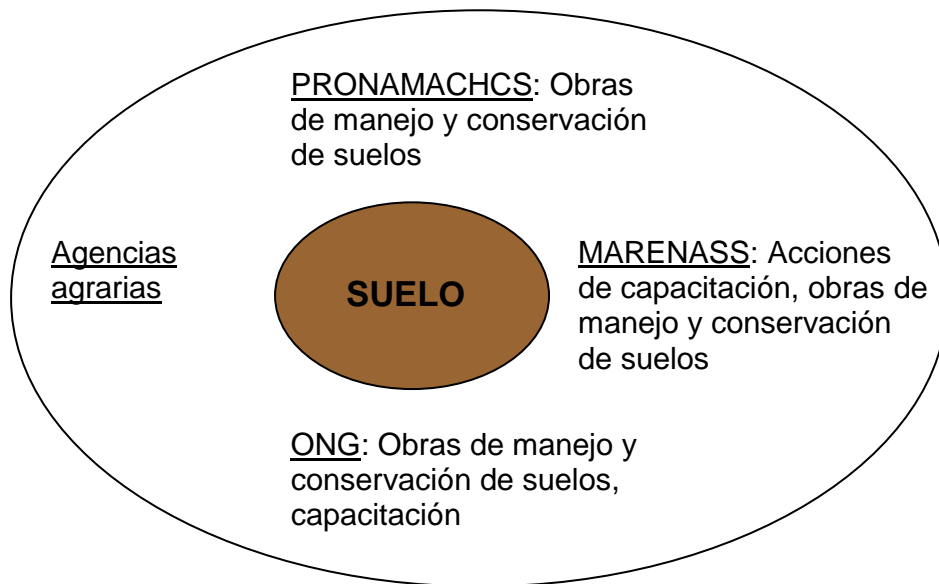 PRONAMACHCS: Obras
de manejo y conservación
de suelos
Agencias
agrarias
SUELO
MARENASS: Acciones
de capacitación, obras de
manejo y conservación
de suelos
ONG: Obras de manejo y
conservación de suelos,
capacitación